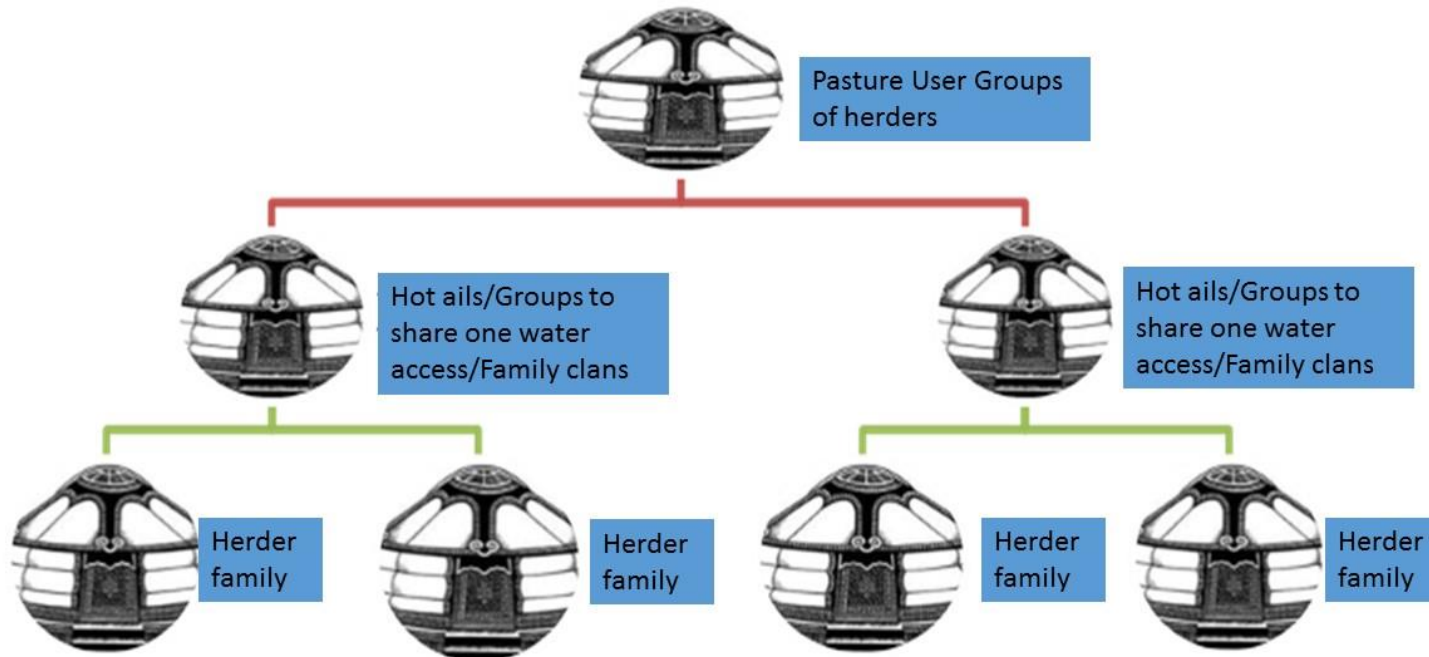 Pasture User Groups
of herders
Hot ails/Groups to
share one water
access/Family clans
Hot ails/Groups to
share one water
access/Family clans
Herder
family
Herder
family
Herder
family
Herder
family